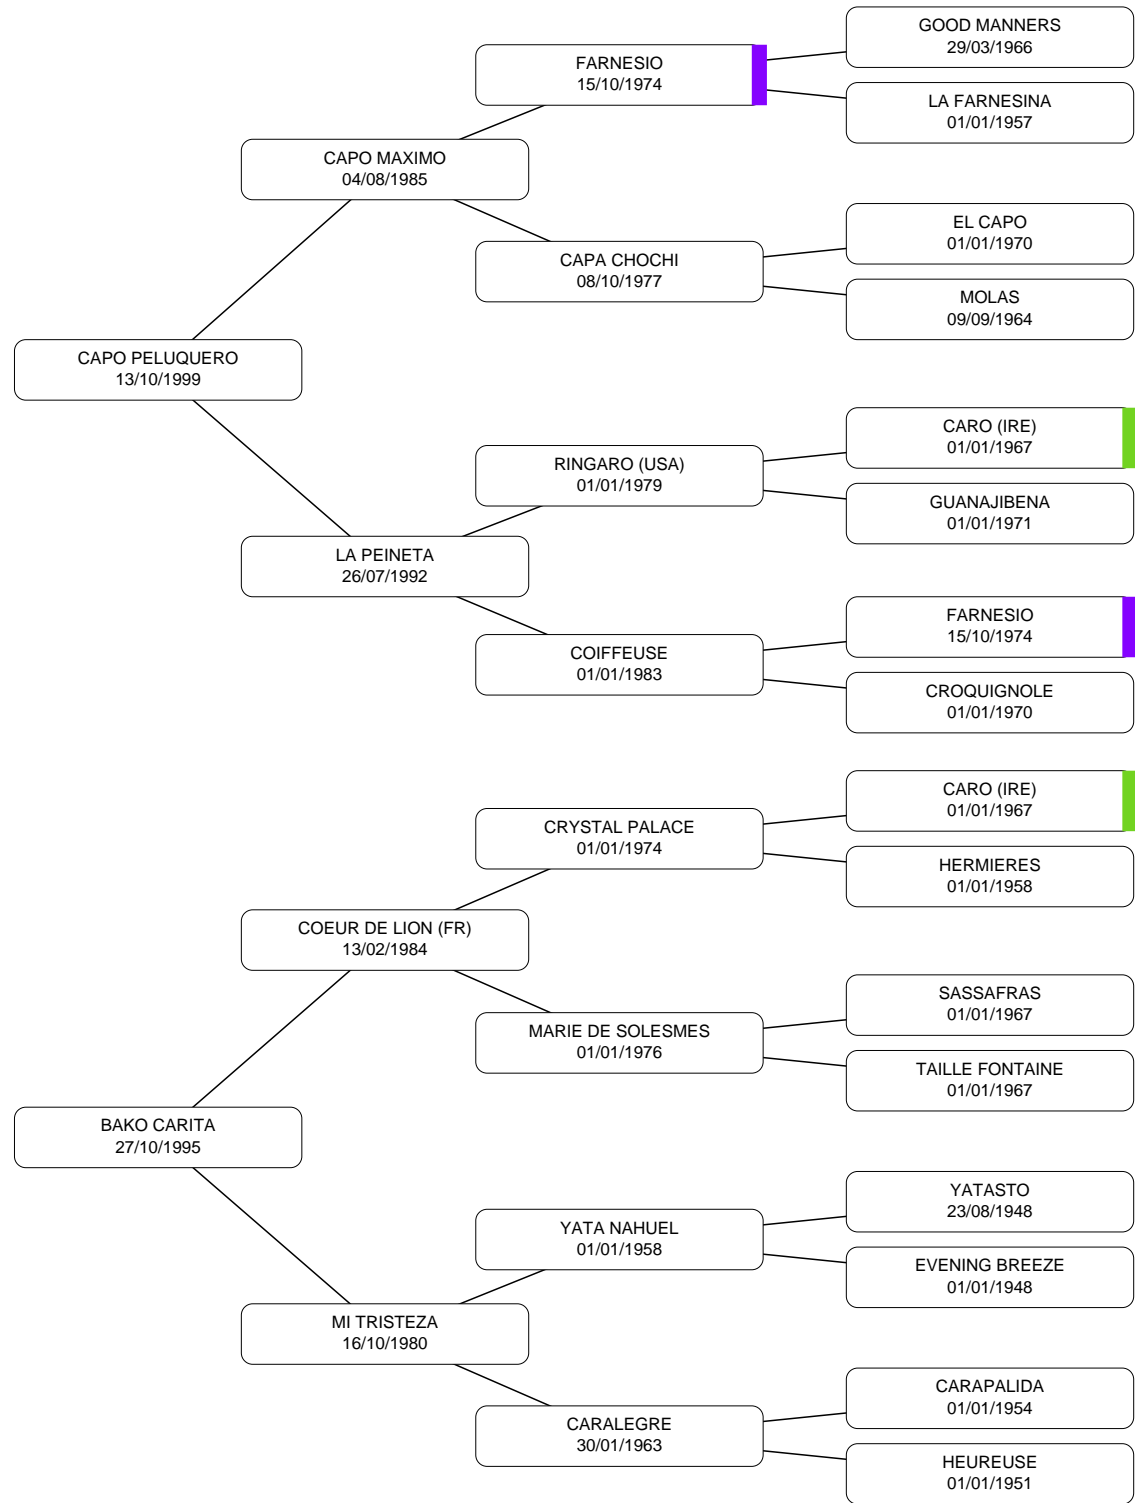 GOOD MANNERS
29/03/1966
FARNESIO
15/10/1974
LA FARNESINA
01/01/1957
CAPO MAXIMO
04/08/1985
EL CAPO
01/01/1970
CAPA CHOCHI
08/10/1977
MOLAS
09/09/1964
CAPO PELUQUERO
13/10/1999
CARO (IRE)
01/01/1967
RINGARO (USA)
01/01/1979
GUANAJIBENA
01/01/1971
LA PEINETA
26/07/1992
FARNESIO
15/10/1974
COIFFEUSE
01/01/1983
CROQUIGNOLE
01/01/1970
CARO (IRE)
01/01/1967
CRYSTAL PALACE
01/01/1974
HERMIERES
01/01/1958
COEUR DE LION (FR)
13/02/1984
SASSAFRAS
01/01/1967
MARIE DE SOLESMES
01/01/1976
TAILLE FONTAINE
01/01/1967
BAKO CARITA
27/10/1995
YATASTO
23/08/1948
YATA NAHUEL
01/01/1958
EVENING BREEZE
01/01/1948
MI TRISTEZA
16/10/1980
CARAPALIDA
01/01/1954
CARALEGRE
30/01/1963
HEUREUSE
01/01/1951